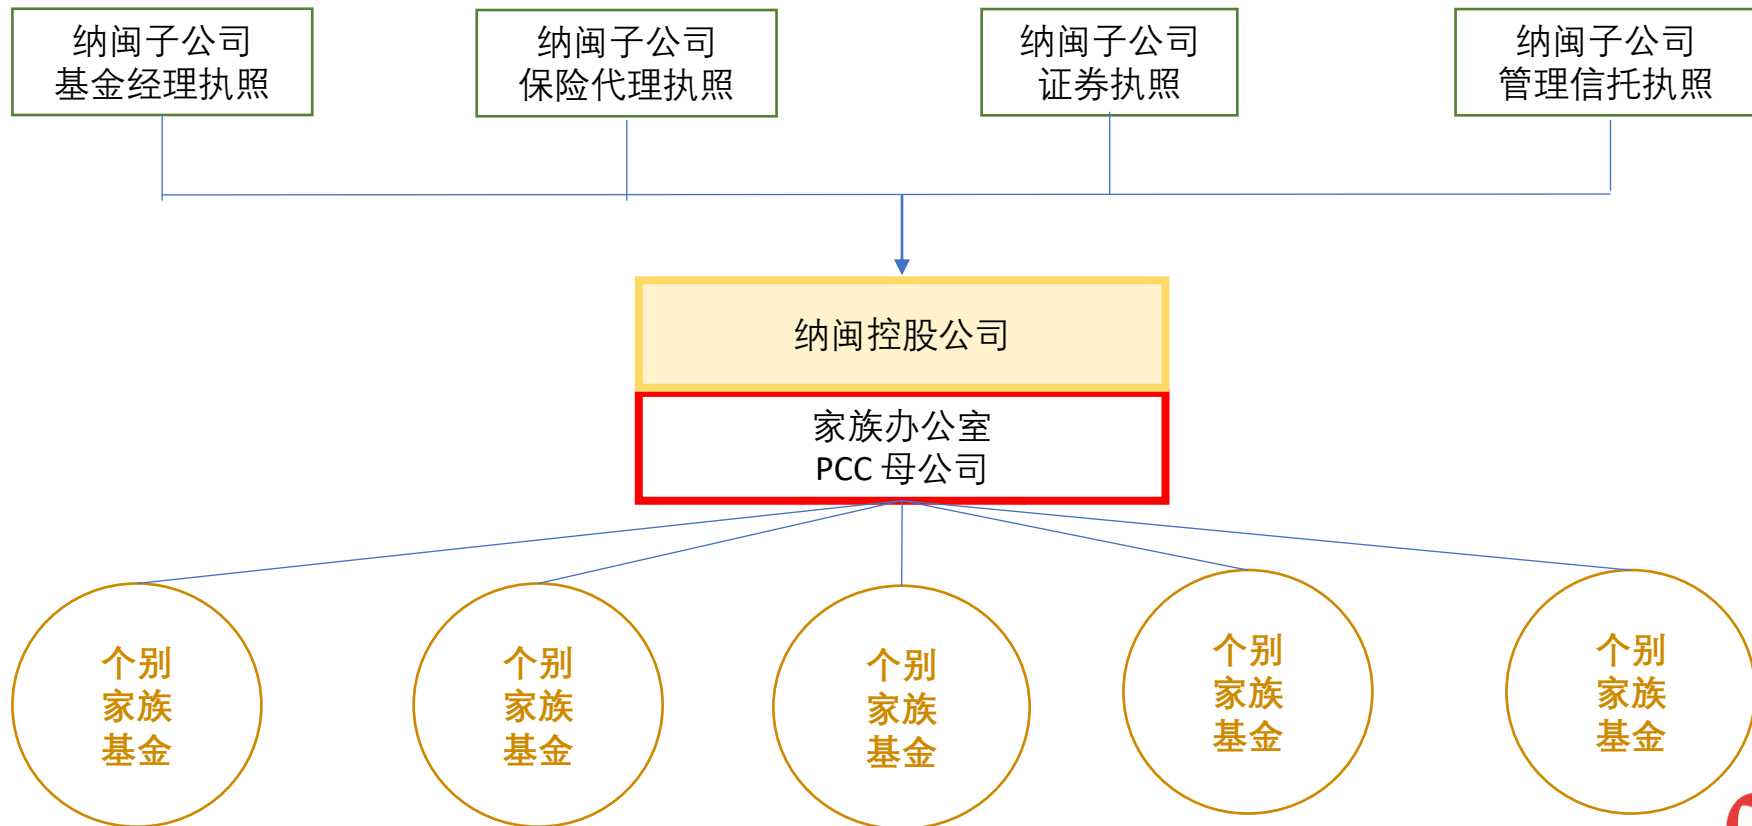 纳闽子公司
基金经理执照
纳闽子公司
保险代理执照
纳闽子公司
证券执照
纳闽子公司
管理信托执照
纳闽控股公司
家族办公室
PCC 母公司
个别
家族
基金
个别
家族
基金
个别
家族
基金
个别
家族
基金
个别
家族
基金